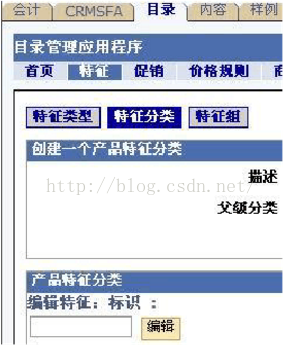 会计 CRMSFA 目录 内容 样例
目录管理应用程序
首页 特征 促销 价格规则
特征类型 特征分类 特征组
创建一个产品特征分类
描述
http://blog.csdn.net/
父级分类
产品特征分类
编辑特征：标识 :
编辑